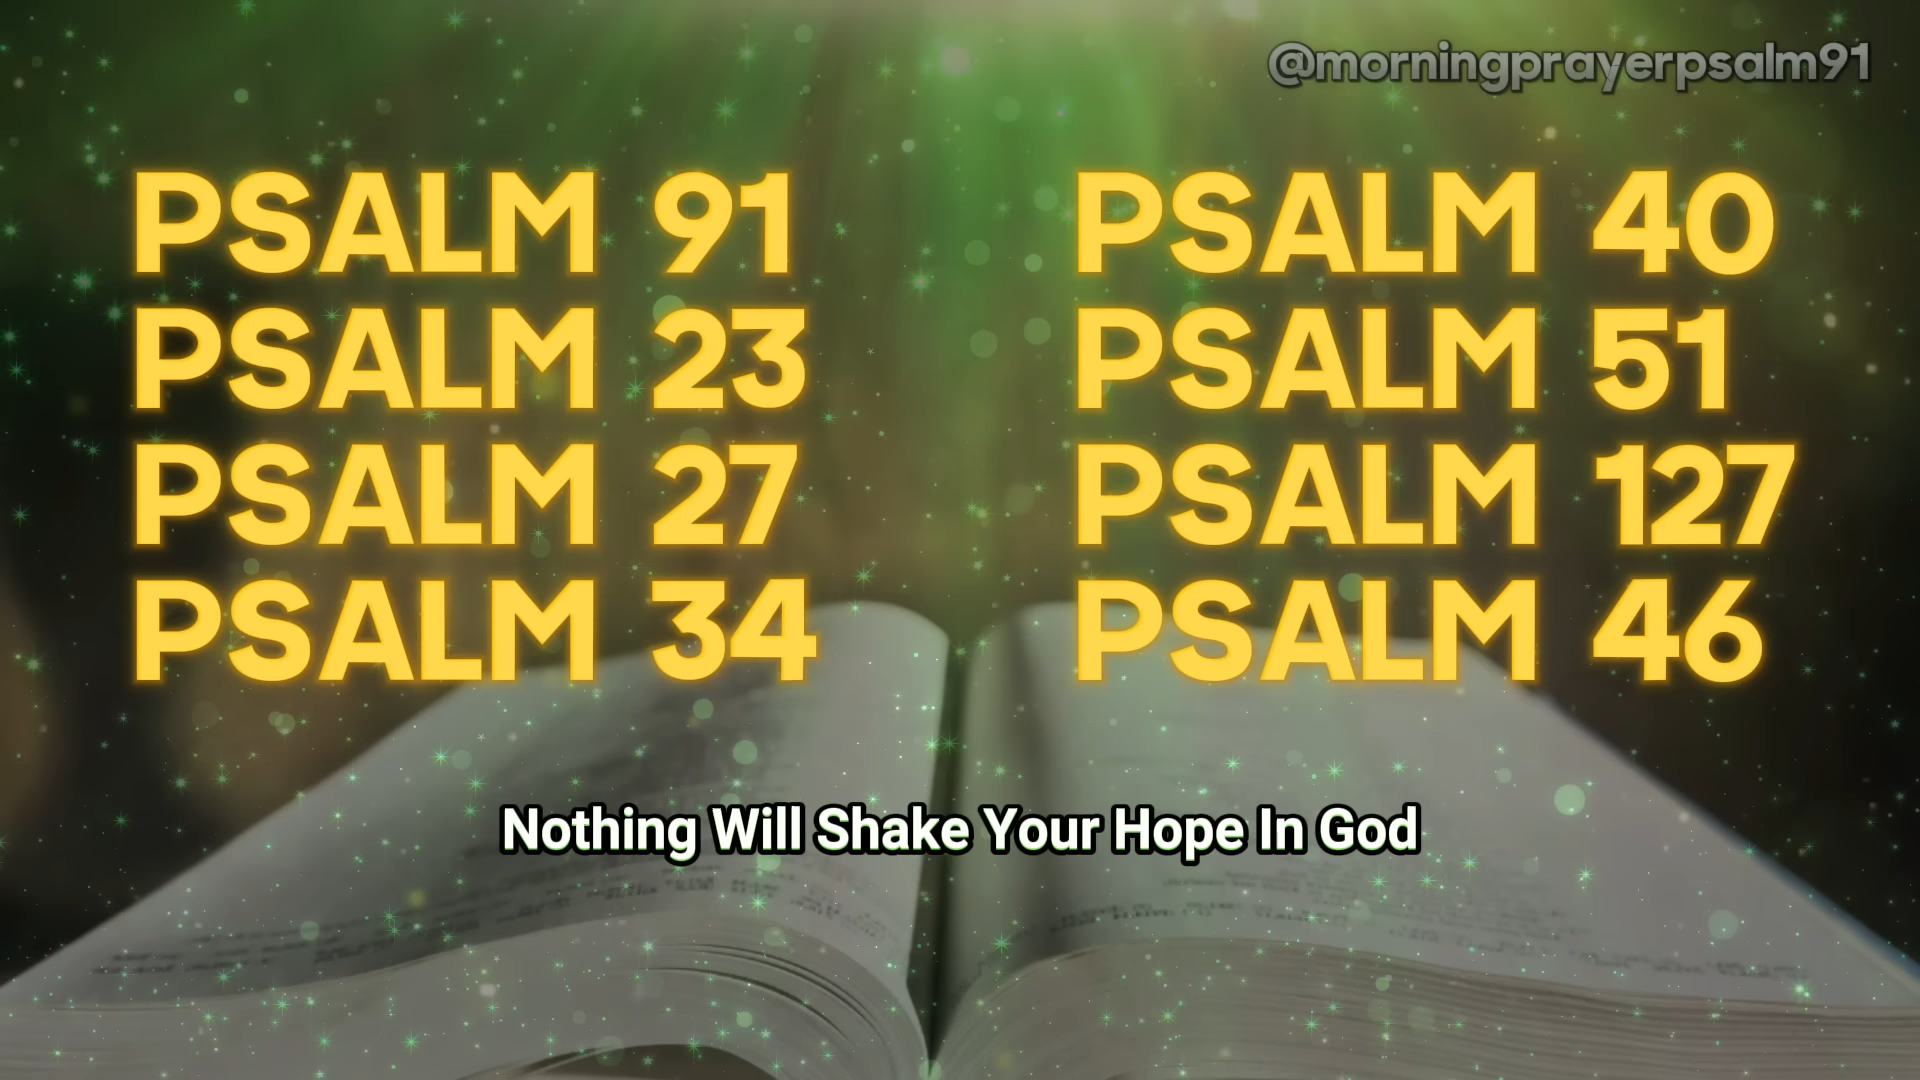 @morningprayerpsalm91
PSALM 91
PSALM 23
PSALM 27
PSALM 34
PSALM 40
PSALM 51
PSALM 127
PSALM 46
Nothing Will Shake Your Hope In God